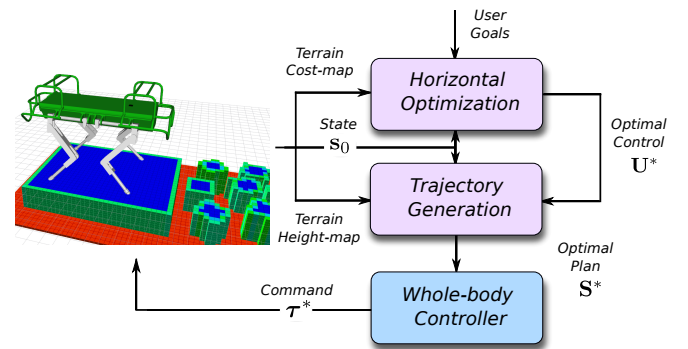 User
Goals
Terrain
Cost-map
Horizontal
Optimization
State
s₀
Optimal
Control
U*
Trajectory
Generation
Terrain
Height-map
Optimal
Plan
S*
Command
τ*
Whole-body
Controller